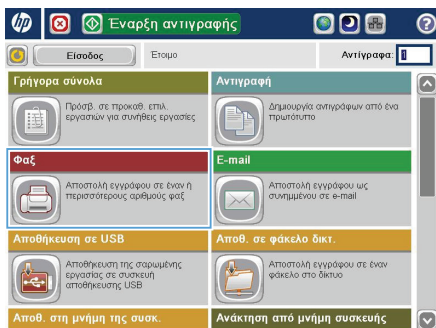 hp
Έναρξη αντιγραφής
?
Είσοδος
Έτοιμο
Αντίγραφα: 1
Γρήγορα σύνολα
Πρόσβ. σε προκαθ. επιλ.
εργασιών για συνήθεις εργασίες
Αντιγραφή
Δημιουργία αντιγράφων από ένα
πρωτότυπο
Φαξ
Αποστολή εγγράφου σε έναν ή
περισσότερους αριθμούς φαξ
E-mail
Αποστολή εγγράφου ως
συνημμένου σε e-mail
Αποθήκευση σε USB
Αποθήκευση της σαρωμένης
εργασίας σε συσκευή
αποθήκευσης USB
Αποθ. σε φάκελο δικτ.
Αποστολή εγγράφου σε έναν
φάκελο στο δίκτυο
Αποθ. στη μνήμη της συσκ.
Ανάκτηση από μνήμη συσκευής